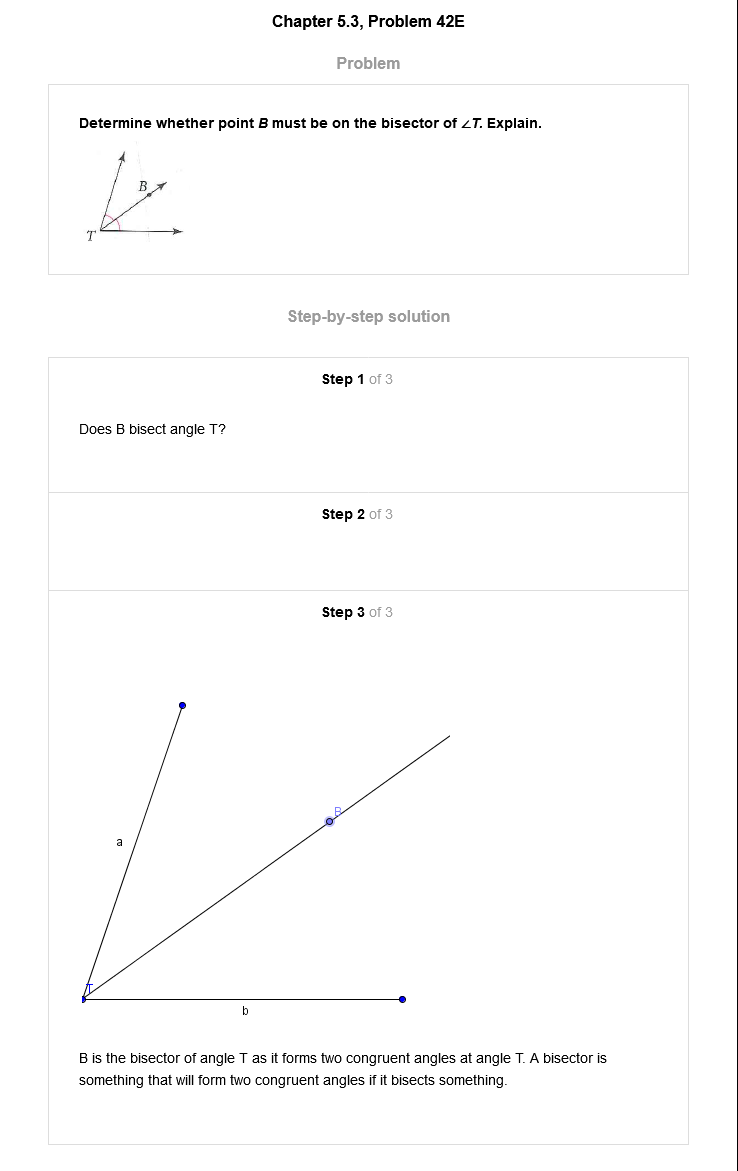 Chapter 5.3, Problem 42E
Problem
Determine whether point B must be on the bisector of ∠T. Explain.
B
T
Step-by-step solution
Step 1 of 3
Does B bisect angle T?
Step 2 of 3
Step 3 of 3
B
a
T
b
B is the bisector of angle T as it forms two congruent angles at angle T. A bisector is
something that will form two congruent angles if it bisects something.